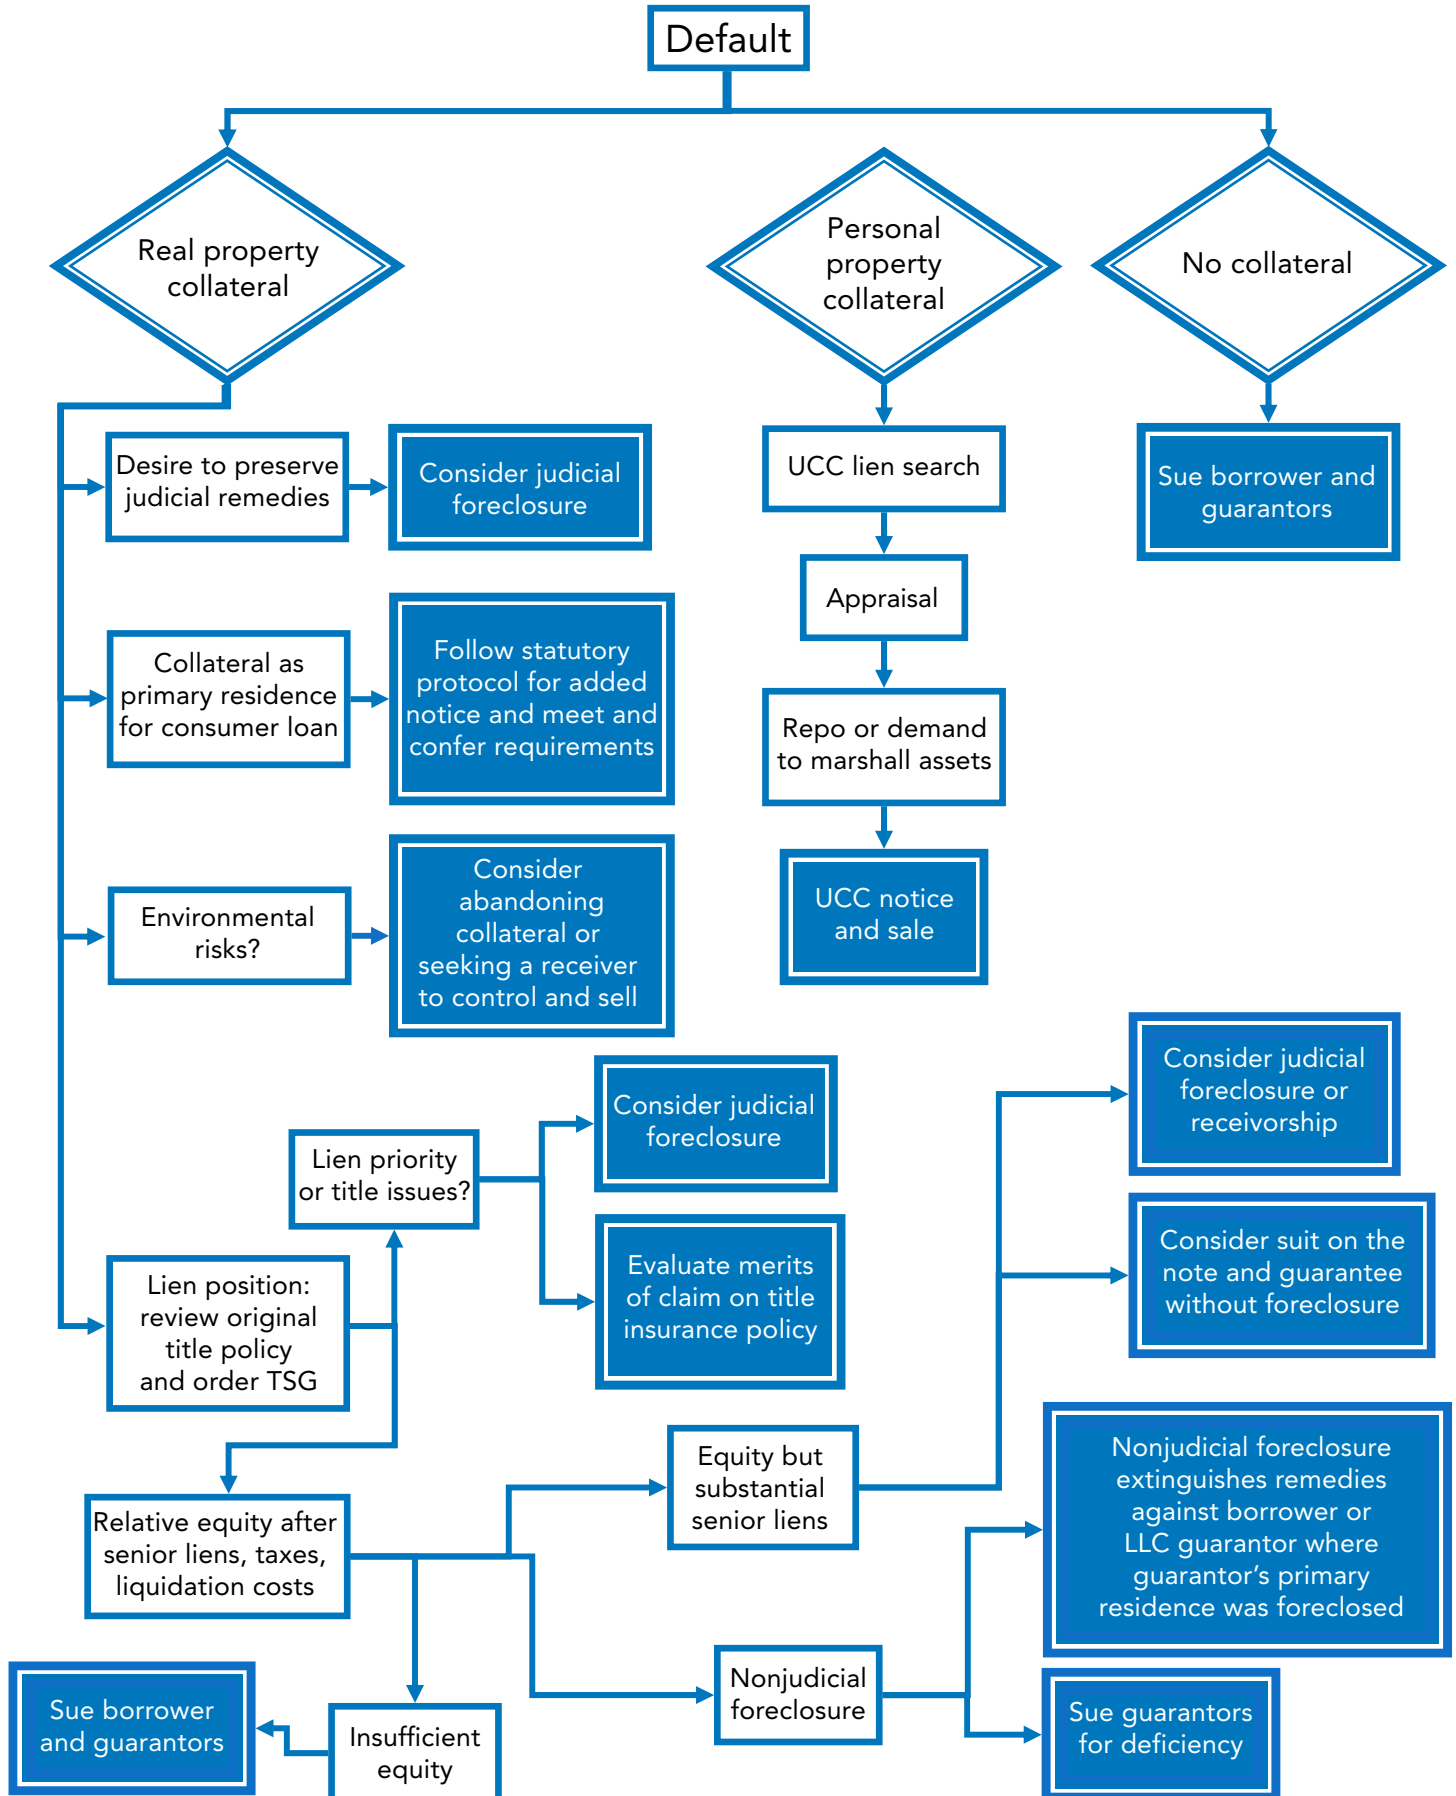 Default
Real property
collateral
Personal
property
collateral
No collateral
Desire to preserve
judicial remedies
Consider judicial
foreclosure
UCC lien search
Sue borrower and
guarantors
Appraisal
Collateral as
primary residence
for consumer loan
Follow statutory
protocol for added
notice and meet and
confer requirements
Repo or demand
to marshall assets
Environmental
risks?
Consider
abandoning
collateral or
seeking a receiver
to control and sell
UCC notice
and sale
Lien priority
or title issues?
Consider judicial
foreclosure
Evaluate merits
of claim on title
insurance policy
Consider judicial
foreclosure or
receivorship
Consider suit on the
note and guarantee
without foreclosure
Lien position:
review original
title policy
and order TSG
Relative equity after
senior liens, taxes,
liquidation costs
Equity but
substantial
senior liens
Nonjudicial foreclosure
extinguishes remedies
against borrower or
LLC guarantor where
guarantor’s primary
residence was foreclosed
Sue borrower
and guarantors
Insufficient
equity
Nonjudicial
foreclosure
Sue guarantors
for deficiency